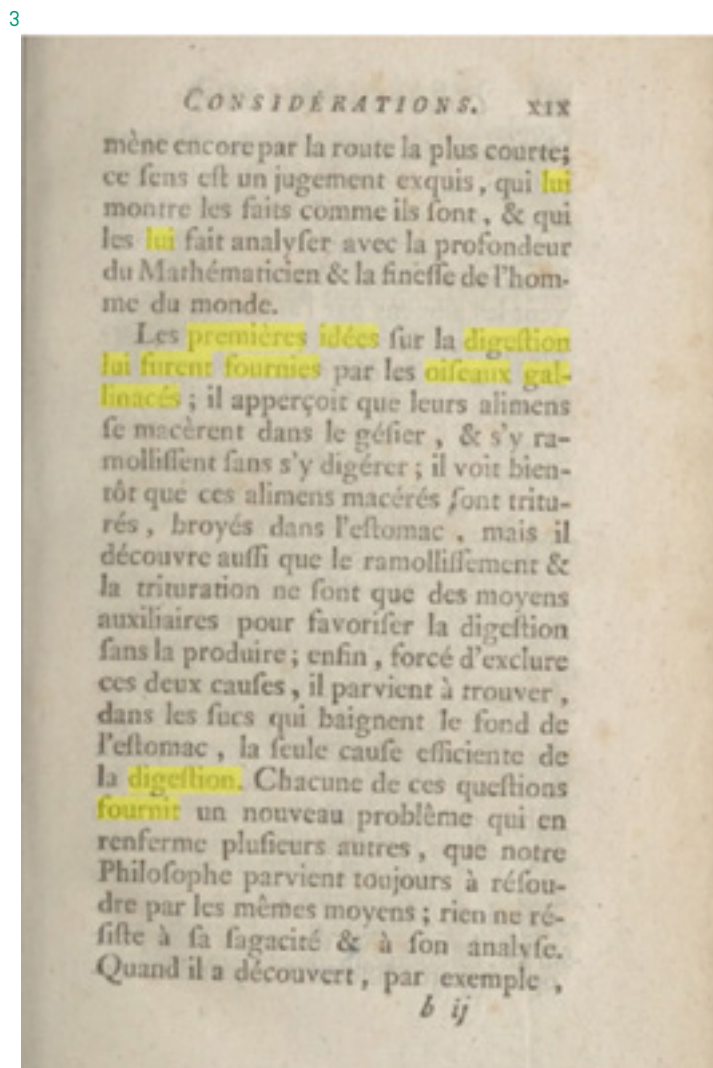 3
CONSIDÉRATIONS. xix
mène encore par la route la plus courte;
ce ſens eſt un jugement exquis, qui lui
montre les faits comme ils ſont, & qui
les lui fait analyſer avec la profondeur
du Mathématicien & la fineſſe de l'hom-
me du monde.
Les premières idées ſur la digeſtion
lui furent fournies par les oiſeaux gal-
linacés; il apperçoit que leurs alimens
ſe macèrent dans le géſier, & s'y ra-
molliſſent ſans s'y digérer; il voit bien-
tôt que ces alimens macérés ſont tritu-
rés, broyés dans l'eſtomac, mais il
découvre auſſi que le ramolliſſement &
la trituration ne ſont que des moyens
auxiliaires pour favoriſer la digeſtion
ſans la produire; enfin, forcé d'exclure
ces deux cauſes, il parvient à trouver,
dans les ſucs qui baignent le fond de
l'eſtomac, la ſeule cauſe efficiente de
la digeſtion. Chacune de ces queſtions
fournit un nouveau problême qui en
renferme pluſieurs autres, que notre
Philoſophe parvient toujours à réſou-
dre par les mêmes moyens; rien ne ré-
ſiſte à ſa ſagacité & à ſon analyſe.
Quand il a découvert, par exemple,
b ij